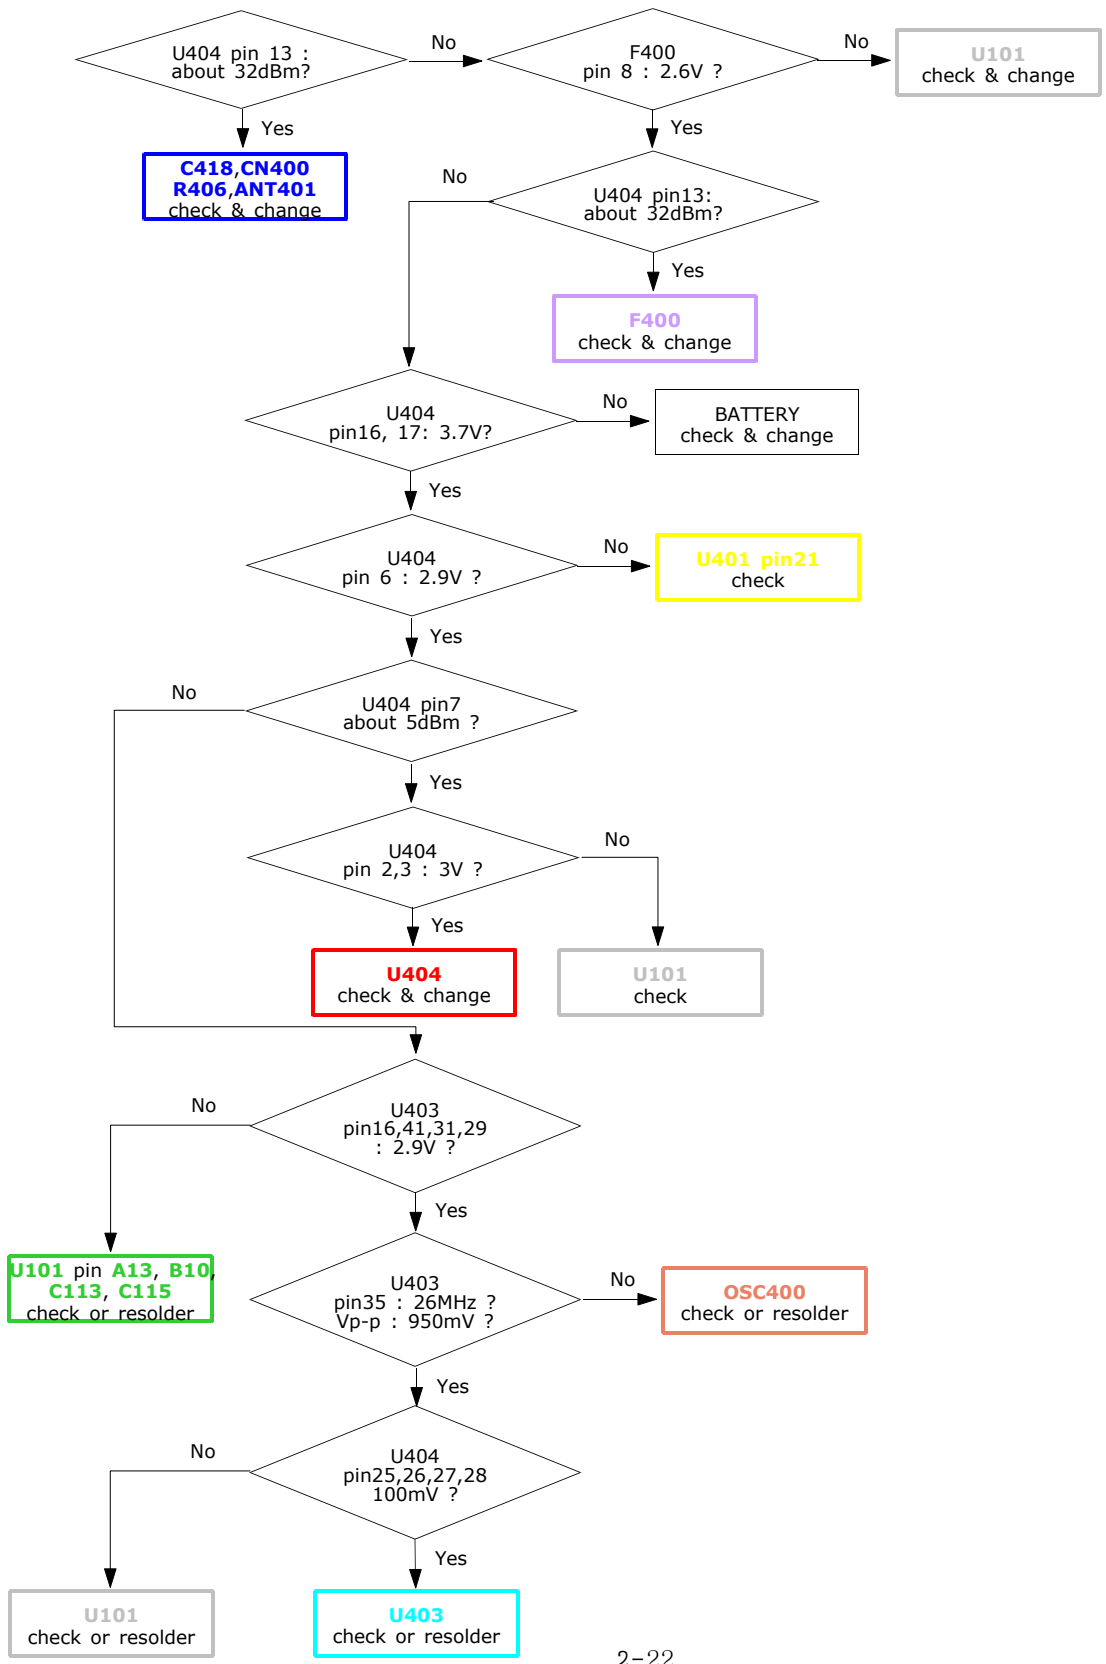 U404 pin 13 :
about 32dBm?
No
F400
pin 8 : 2.6V ?
No
U101
check & change
Yes
Yes
C418,CN400
R406,ANT401
check & change
No
U404 pin13:
about 32dBm?
Yes
F400
check & change
U404
pin16, 17: 3.7V?
No
BATTERY
check & change
Yes
U404
pin 6 : 2.9V ?
No
U401 pin21
check
Yes
No
U404 pin7
about 5dBm ?
Yes
U404
pin 2,3 : 3V ?
No
Yes
U404
check & change
U101
check
No
U403
pin16,41,31,29
: 2.9V ?
Yes
U101 pin A13, B10,
C113, C115
check or resolder
U403
pin35 : 26MHz ?
Vp-p : 950mV ?
No
OSC400
check or resolder
Yes
No
U404
pin25,26,27,28
100mV ?
Yes
U101
check or resolder
U403
check or resolder
2-22